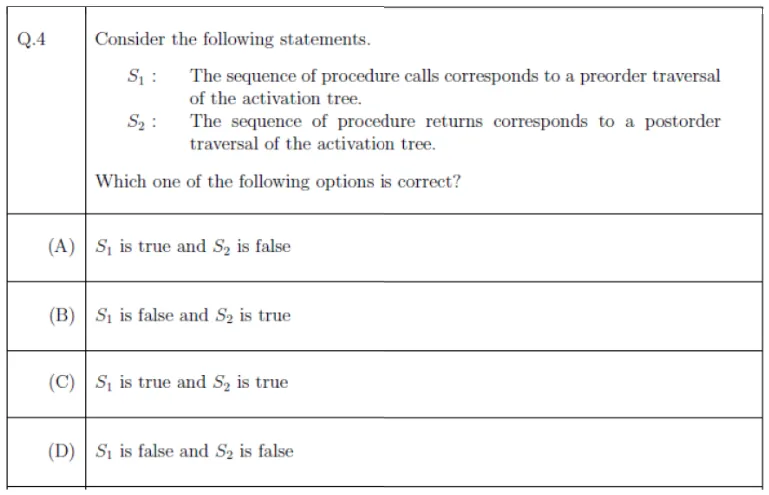 Q.4 Consider the following statements.
S₁ : The sequence of procedure calls corresponds to a preorder traversal
of the activation tree.
S₂ : The sequence of procedure returns corresponds to a postorder
traversal of the activation tree.
Which one of the following options is correct?
(A) S₁ is true and S₂ is false
(B) S₁ is false and S₂ is true
(C) S₁ is true and S₂ is true
(D) S₁ is false and S₂ is false